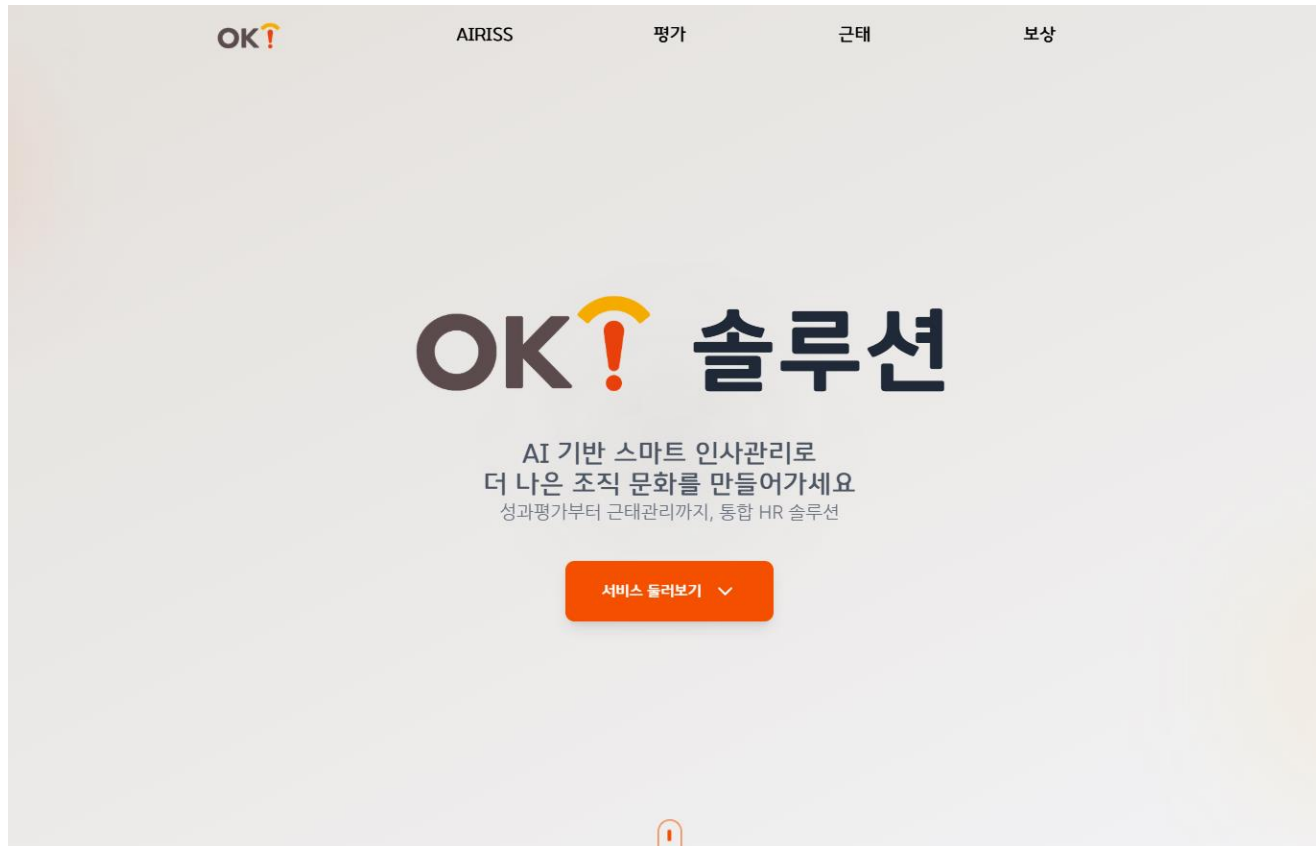 OK!
AIRISS
평가
근태
보상
OK! 솔루션
AI 기반 스마트 인사관리로
더 나은 조직 문화를 만들어가세요
성과평가부터 근태관리까지, 통합 HR 솔루션
서비스 둘러보기